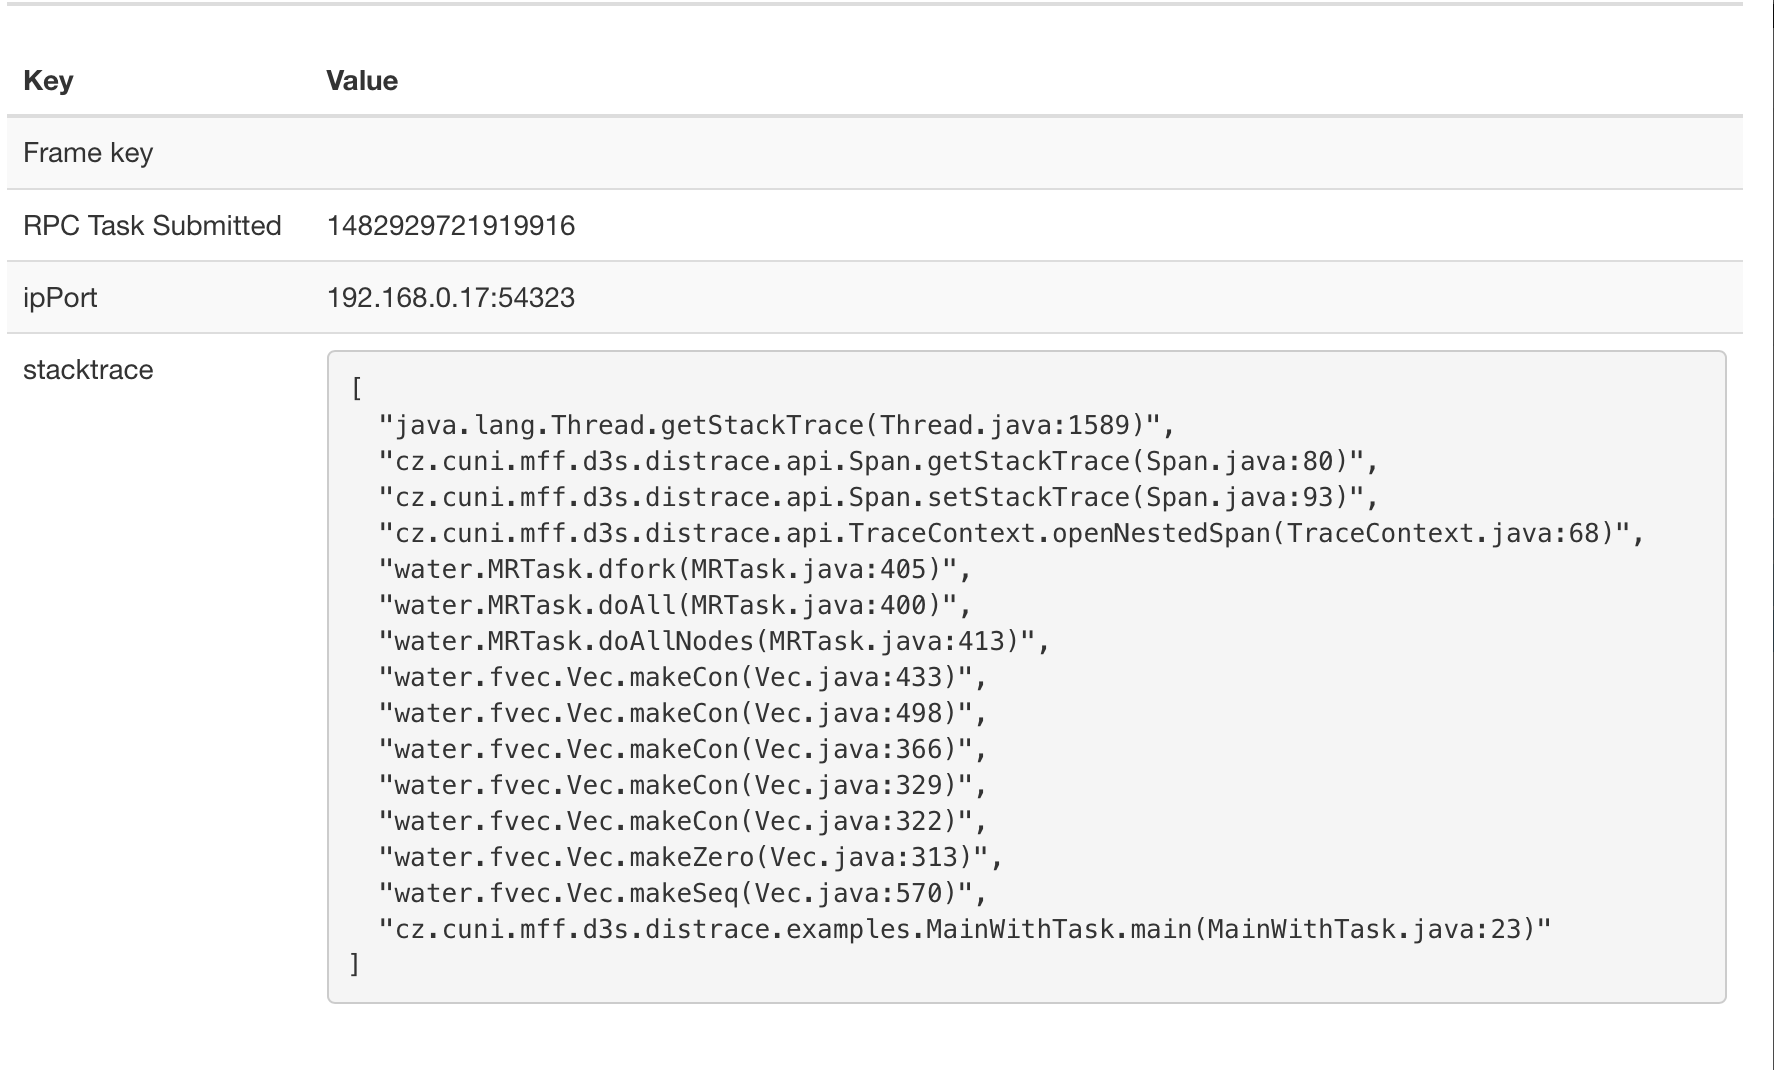 Key Value
Frame key
RPC Task Submitted 1482929721919916
ipPort 192.168.0.17:54323
stacktrace
[
"java.lang.Thread.getStackTrace(Thread.java:1589)",
"cz.cuni.mff.d3s.distrace.api.Span.getStackTrace(Span.java:80)",
"cz.cuni.mff.d3s.distrace.api.Span.setStackTrace(Span.java:93)",
"cz.cuni.mff.d3s.distrace.api.TraceContext.openNestedSpan(TraceContext.java:68)",
"water.MRTask.dfork(MRTask.java:405)",
"water.MRTask.doAll(MRTask.java:400)",
"water.MRTask.doAllNodes(MRTask.java:413)",
"water.fvec.Vec.makeCon(Vec.java:433)",
"water.fvec.Vec.makeCon(Vec.java:498)",
"water.fvec.Vec.makeCon(Vec.java:366)",
"water.fvec.Vec.makeCon(Vec.java:329)",
"water.fvec.Vec.makeCon(Vec.java:322)",
"water.fvec.Vec.makeZero(Vec.java:313)",
"water.fvec.Vec.makeSeq(Vec.java:570)",
"cz.cuni.mff.d3s.distrace.examples.MainWithTask.main(MainWithTask.java:23)"
]